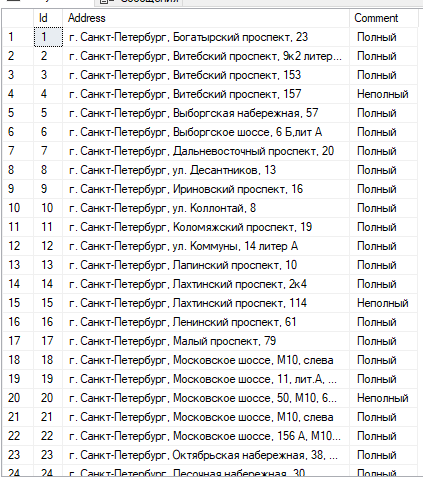 Сообщения
Id Address Comment
1 1 г. Санкт-Петербург, Богатырский проспект, 23 Полный
2 2 г. Санкт-Петербург, Витебский проспект, 9к2 литер... Полный
3 3 г. Санкт-Петербург, Витебский проспект, 153 Полный
4 4 г. Санкт-Петербург, Витебский проспект, 157 Неполный
5 5 г. Санкт-Петербург, Выборгская набережная, 57 Полный
6 6 г. Санкт-Петербург, Выборгское шоссе, 6 Б,лит А Полный
7 7 г. Санкт-Петербург, Дальневосточный проспект, 20 Полный
8 8 г. Санкт-Петербург, ул. Десантников, 13 Полный
9 9 г. Санкт-Петербург, Ириновский проспект, 16 Полный
10 10 г. Санкт-Петербург, ул. Коллонтай, 8 Полный
11 11 г. Санкт-Петербург, Коломяжский проспект, 19 Полный
12 12 г. Санкт-Петербург, ул. Коммуны, 14 литер А Полный
13 13 г. Санкт-Петербург, Лапинский проспект, 10 Полный
14 14 г. Санкт-Петербург, Лахтинский проспект, 2к4 Полный
15 15 г. Санкт-Петербург, Лахтинский проспект, 114 Неполный
16 16 г. Санкт-Петербург, Ленинский проспект, 61 Полный
17 17 г. Санкт-Петербург, Малый проспект, 79 Полный
18 18 г. Санкт-Петербург, Московское шоссе, М10, слева Полный
19 19 г. Санкт-Петербург, Московское шоссе, 11, лит.А, ... Полный
20 20 г. Санкт-Петербург, Московское шоссе, 50, М10, 6... Неполный
21 21 г. Санкт-Петербург, Московское шоссе, М10, слева Полный
22 22 г. Санкт-Петербург, Московское шоссе, 156 А, М10... Полный
23 23 г. Санкт-Петербург, Октябрьская набережная, 38, ... Полный
24 24 г. Санкт-Петербург, Песочная набережная, 30 Полный